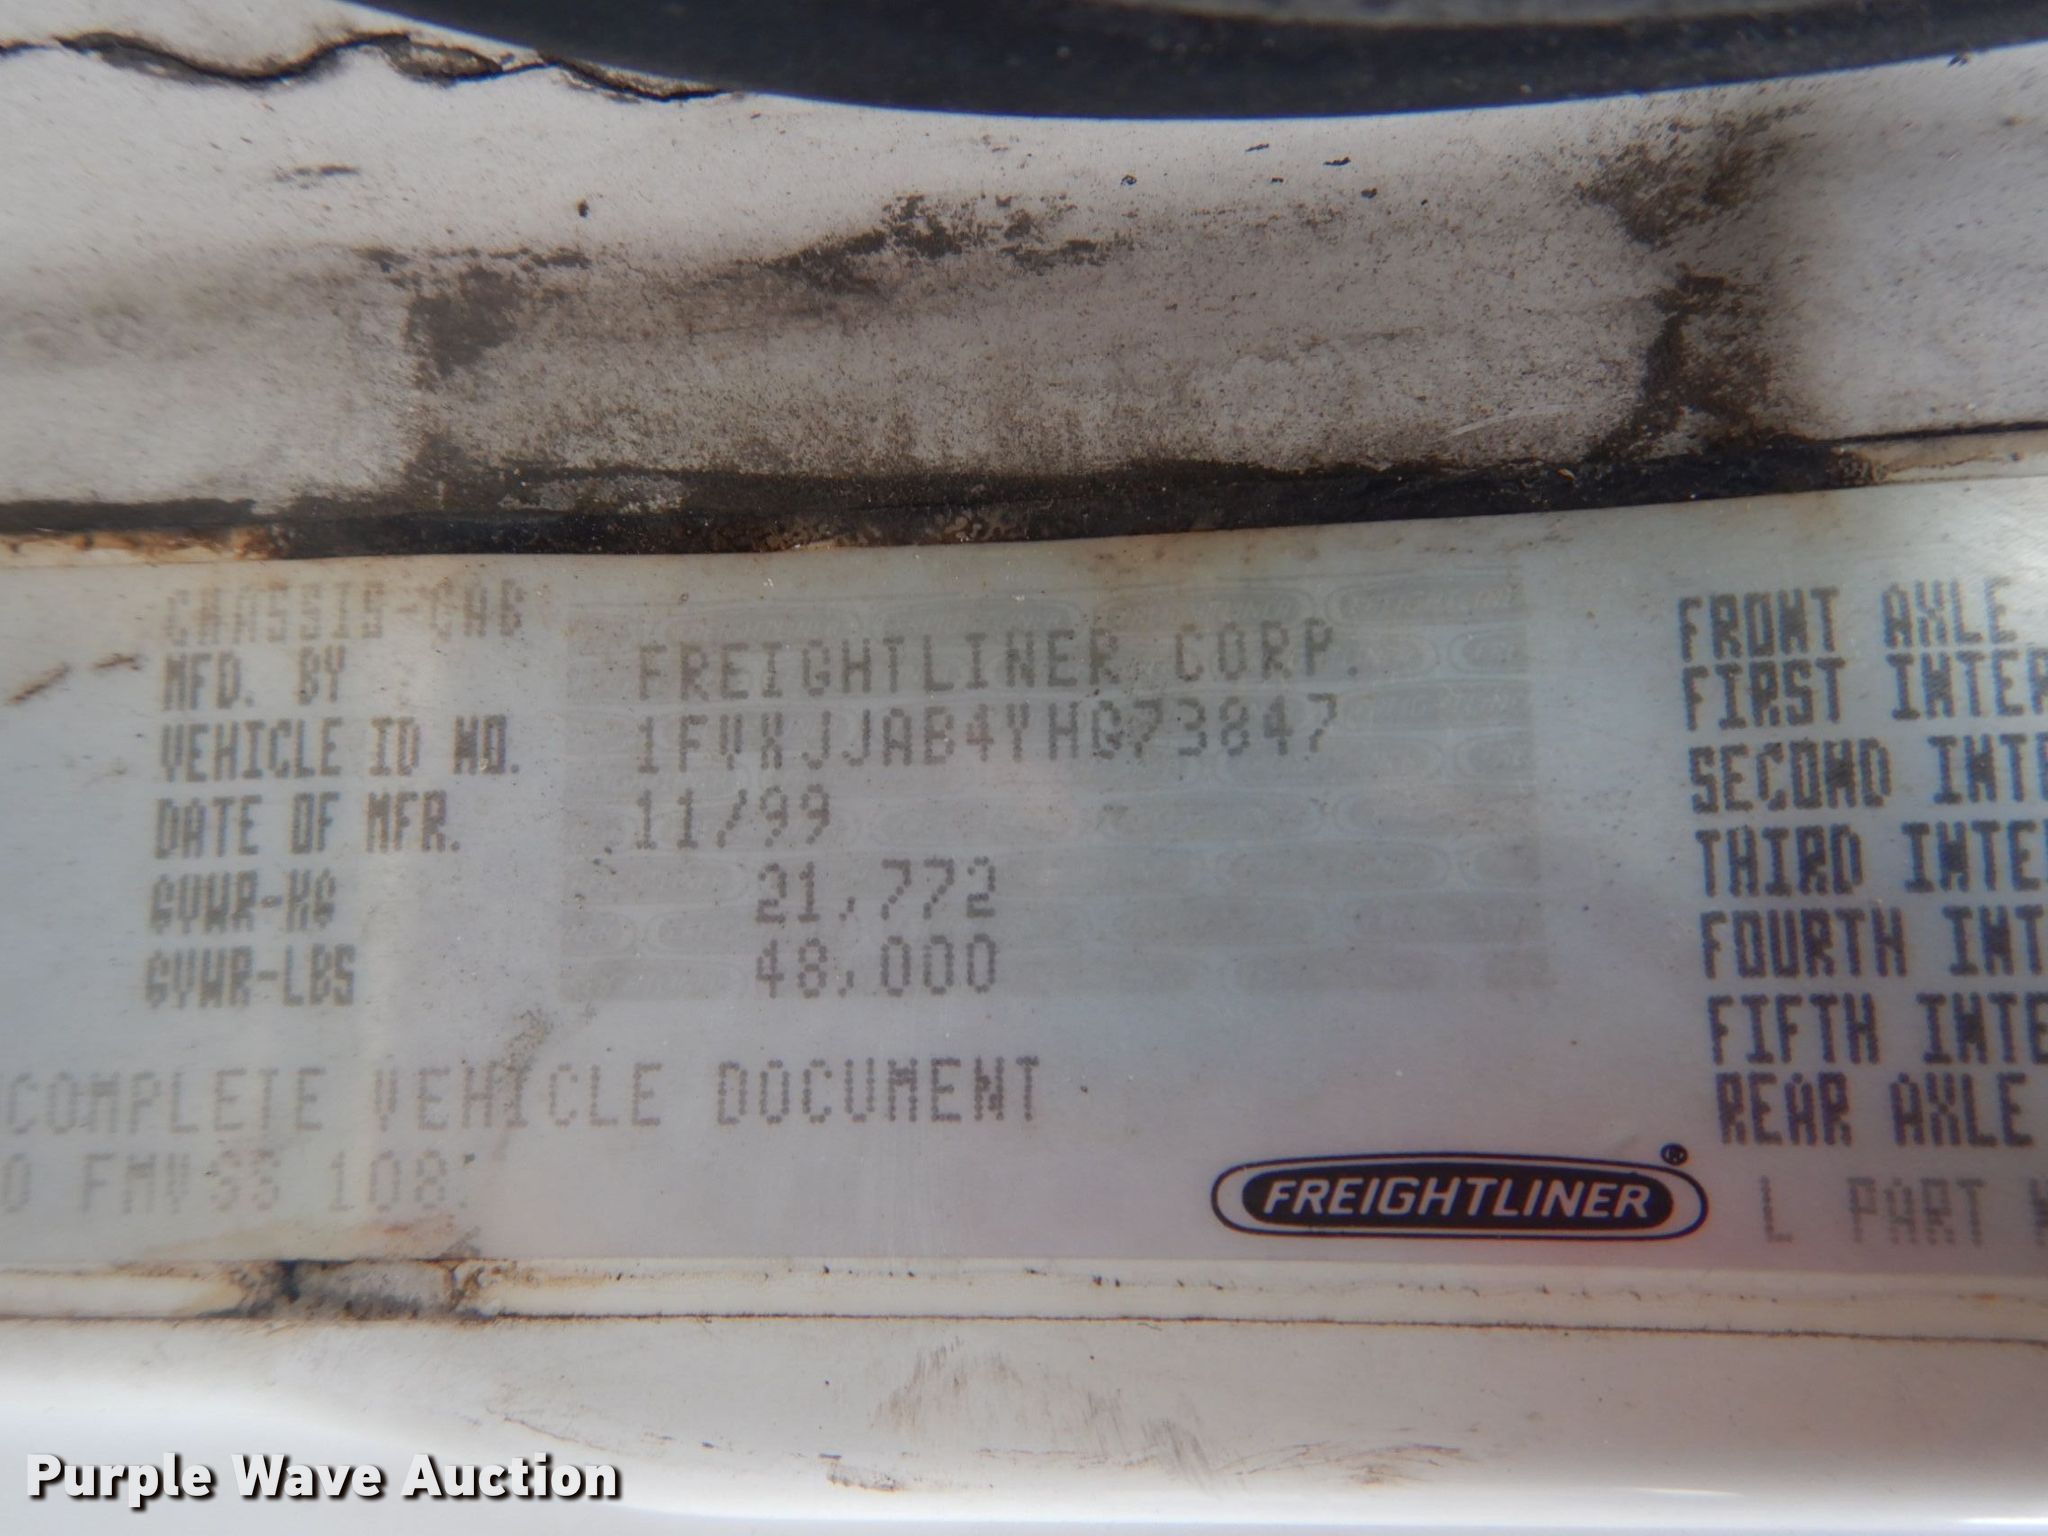 CHASSIS-CAB
MFD. BY FREIGHTLINER CORP.
VEHICLE ID NO. 1FVXJJAB4YHG73847
DATE OF MFR. 11/99
GVWR-KG 21,772
GVWR-LBS 48,000
COMPLETE VEHICLE DOCUMENT
O FMVSS 108.
FREIGHTLINER®
FRONT AXLE
FIRST INTER
SECOND INTE
THIRD INTE
FOURTH INT
FIFTH INTE
REAR AXLE
L PART
Purple Wave Auction